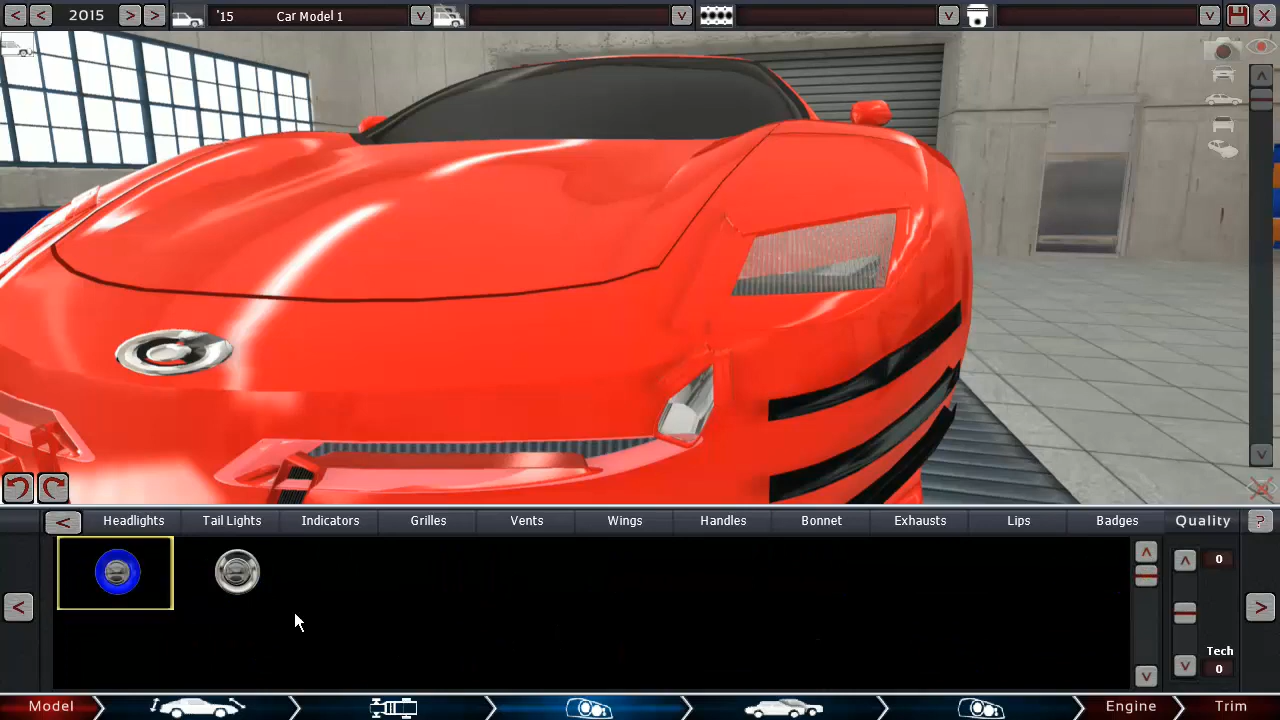 2015 '15 Car Model 1
Headlights Tail Lights Indicators Grilles Vents Wings Handles Bonnet Exhausts Lips Badges Quality ?
0
Tech
0
Model Engine Trim